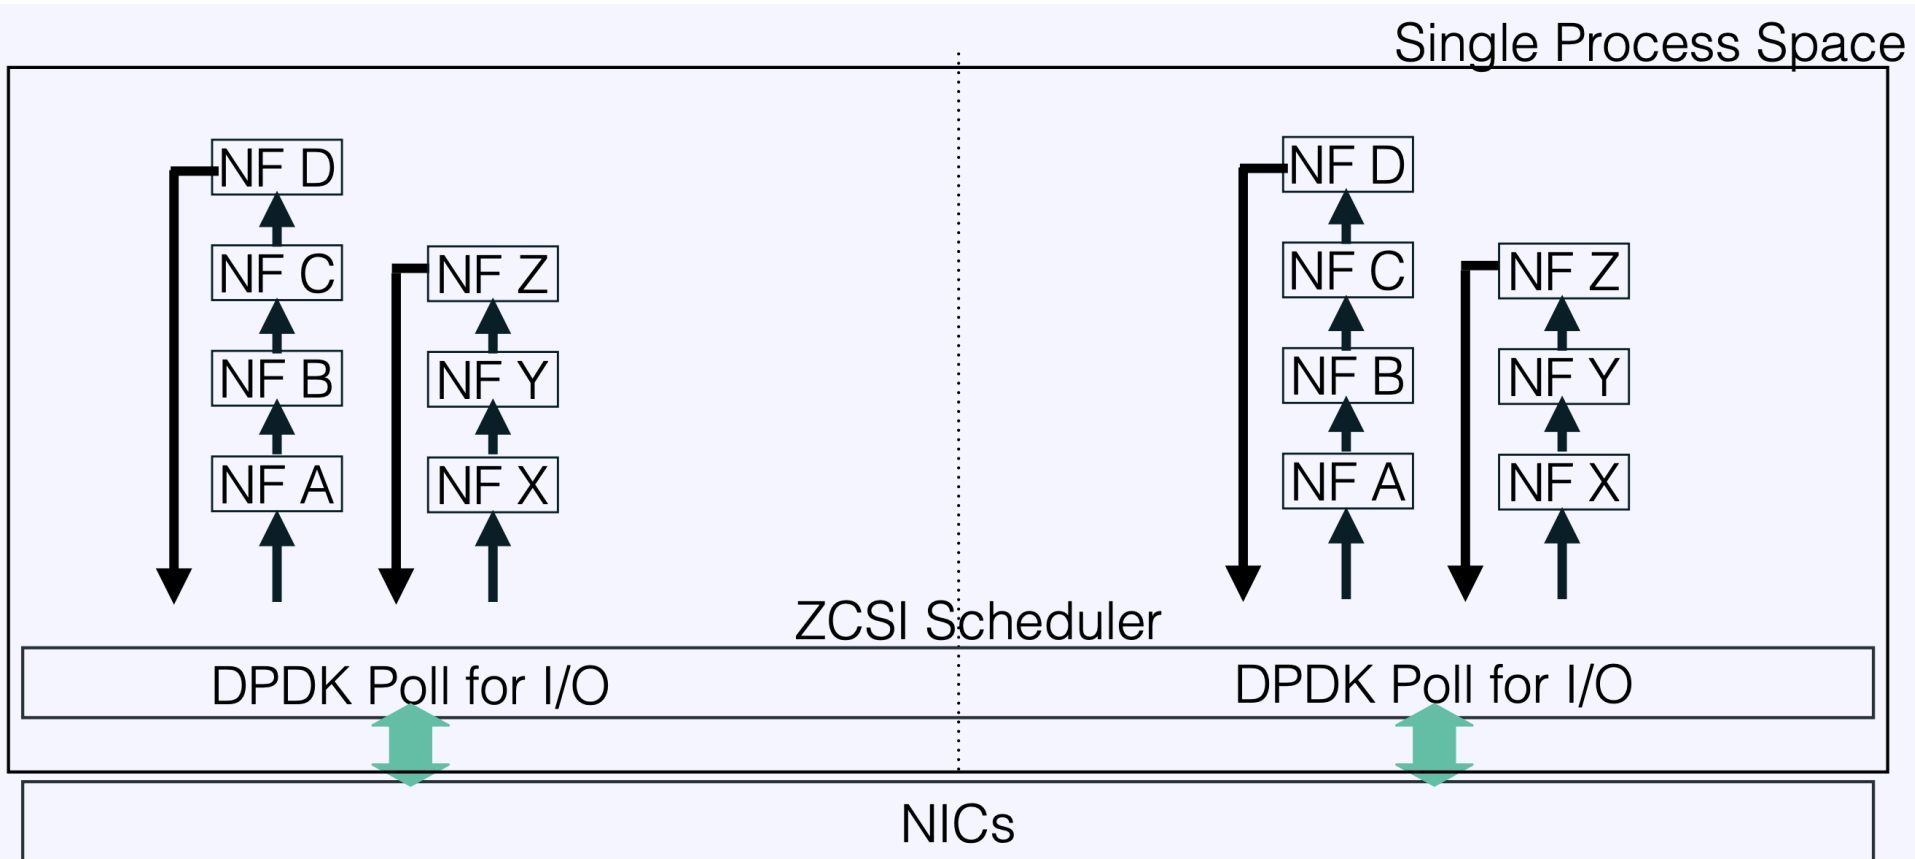 Single Process Space
NF D
NF C
NF B
NF A
NF Z
NF Y
NF X
NF D
NF C
NF B
NF A
NF Z
NF Y
NF X
ZCSI Scheduler
DPDK Poll for I/O
DPDK Poll for I/O
NICs